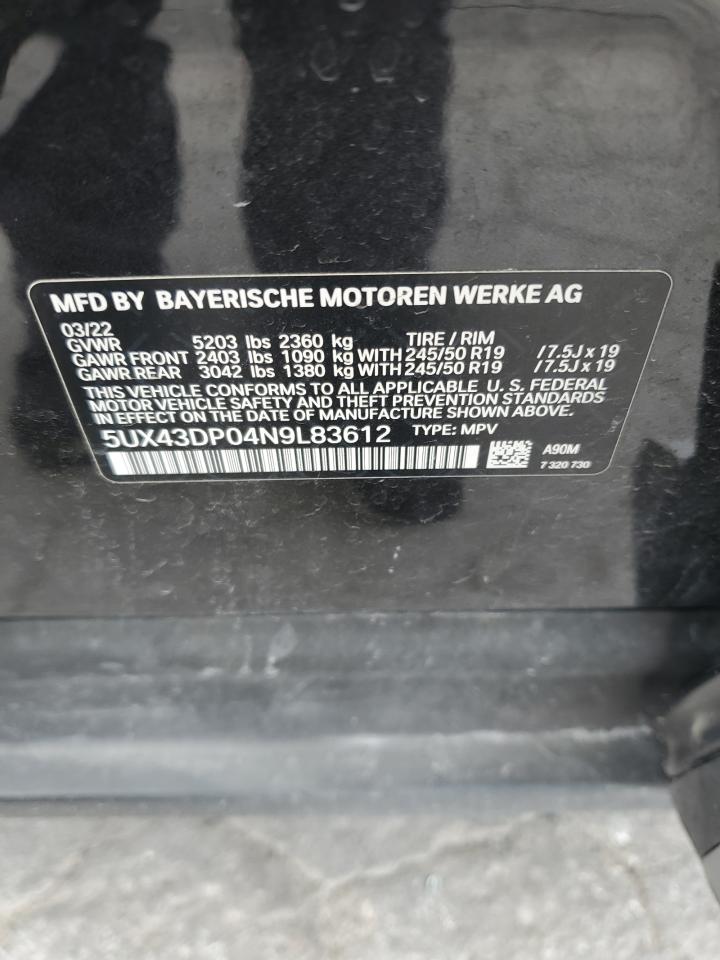 MFD BY BAYERISCHE MOTOREN WERKE AG
03/22
GVWR 5203 lbs 2360 kg TIRE / RIM
GAWR FRONT 2403 lbs 1090 kg WITH 245/50 R19 / 7.5J x 19
GAWR REAR 3042 lbs 1380 kg WITH 245/50 R19 / 7.5J x 19
THIS VEHICLE CONFORMS TO ALL APPLICABLE U. S. FEDERAL
MOTOR VEHICLE SAFETY AND THEFT PREVENTION STANDARDS
IN EFFECT ON THE DATE OF MANUFACTURE SHOWN ABOVE.
5UX43DP04N9L83612 TYPE: MPV
A90M
7 320 730